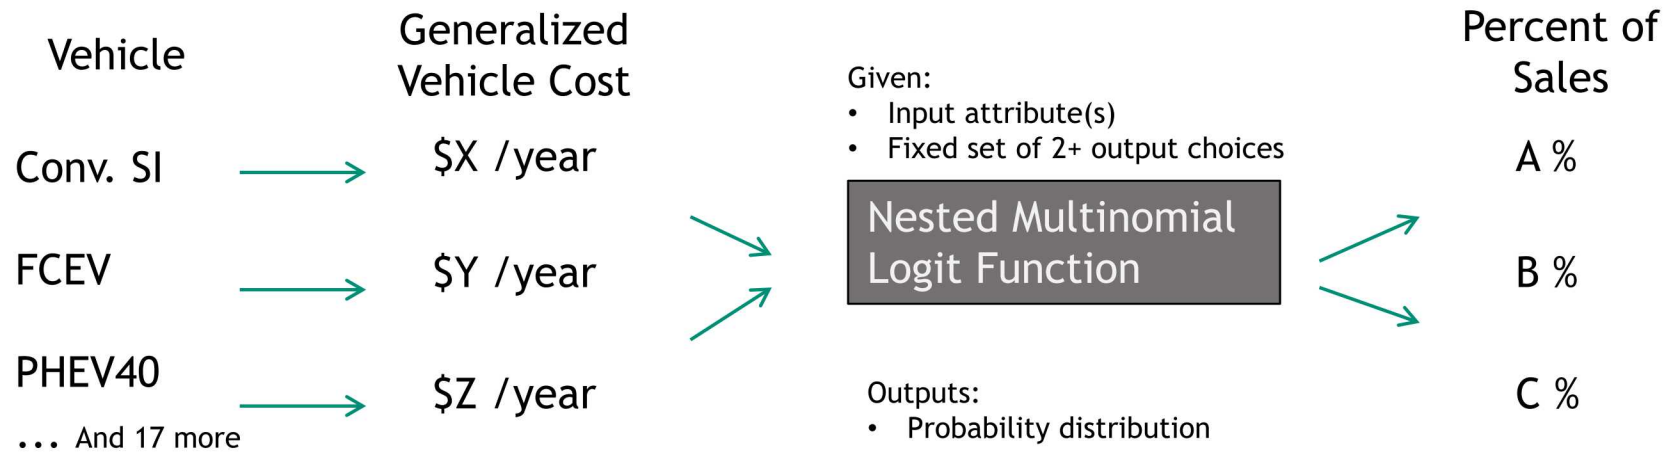 Vehicle
Generalized
Vehicle Cost
Percent of
Sales
Given:
• Input attribute(s)
• Fixed set of 2+ output choices
Conv. SI
$X /year
A %
Nested Multinomial
Logit Function
FCEV
$Y /year
B %
PHEV40
$Z /year
C %
... And 17 more
Outputs:
• Probability distribution